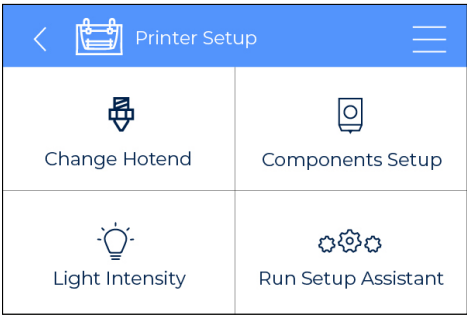 Printer Setup
Change Hotend
Components Setup
Light Intensity
Run Setup Assistant